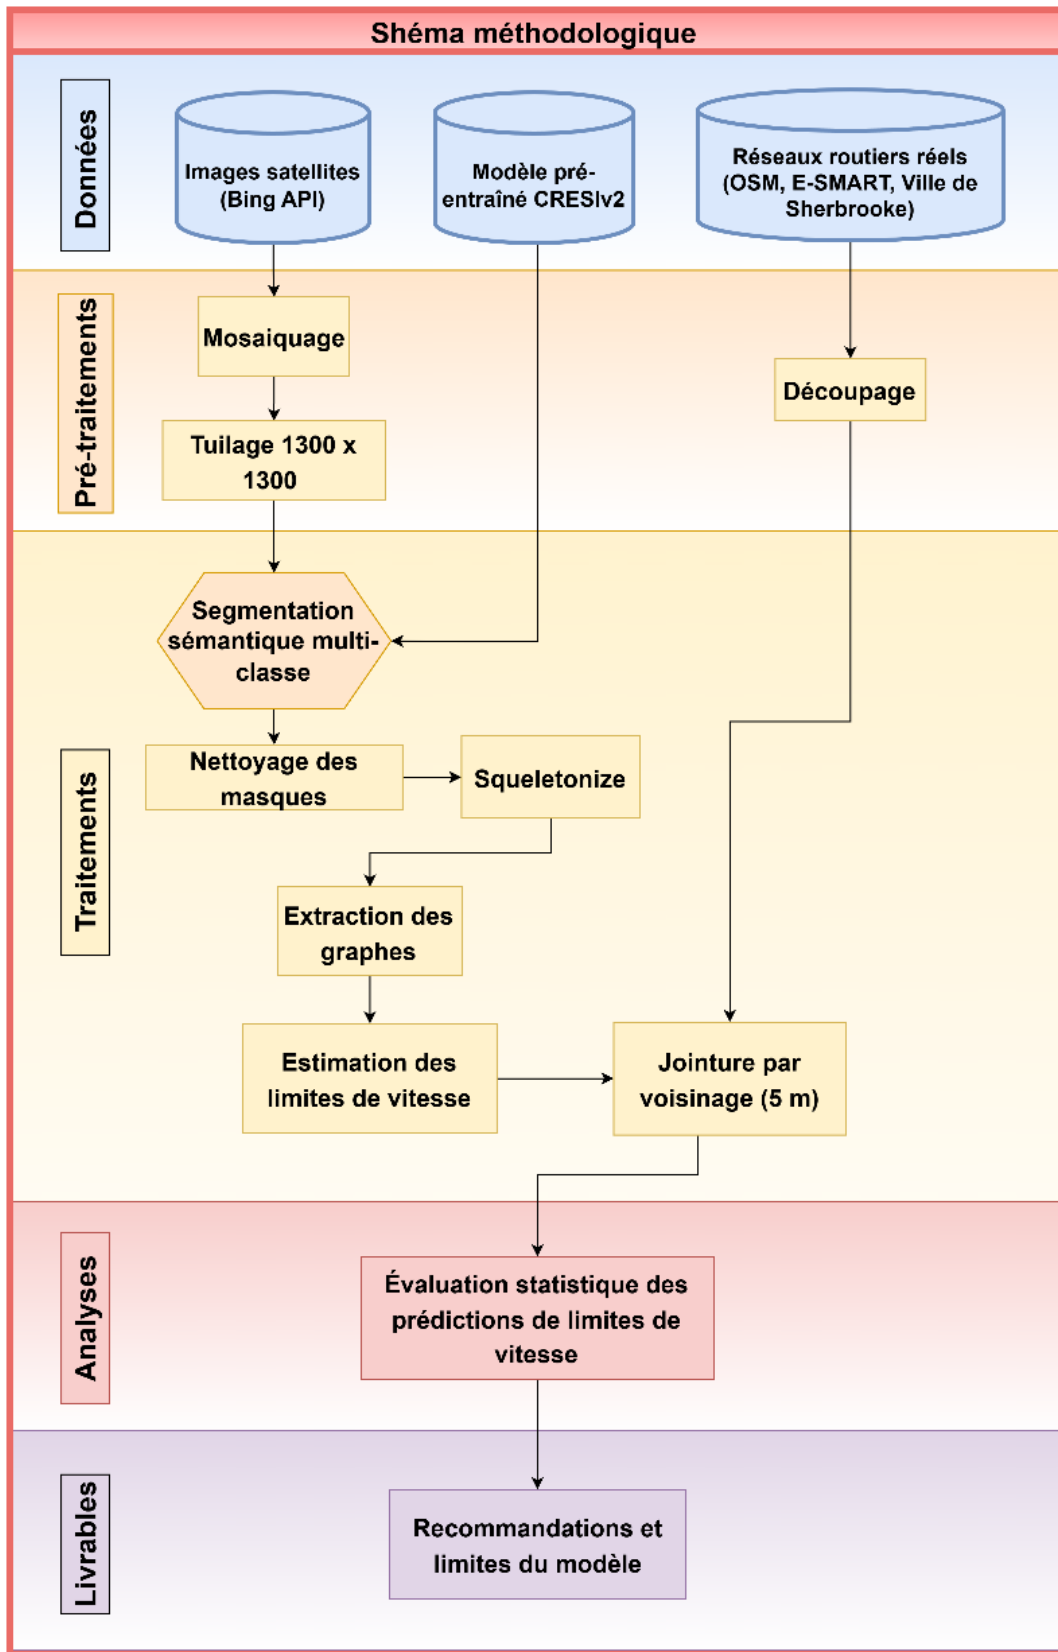 Shéma méthodologique
Données
Images satellites
(Bing API)
Modèle pré-
entraîné CRESIv2
Réseaux routiers réels
(OSM, E-SMART, Ville de
Sherbrooke)
Pré-traitements
Mosaiquage
Découpage
Tuilage 1300 x
1300
Traitements
Segmentation
sémantique multi-
classe
Nettoyage des
masques
Squeletonize
Extraction des
graphes
Estimation des
limites de vitesse
Jointure par
voisinage (5 m)
Analyses
Évaluation statistique des
prédictions de limites de
vitesse
Livrables
Recommandations et
limites du modèle